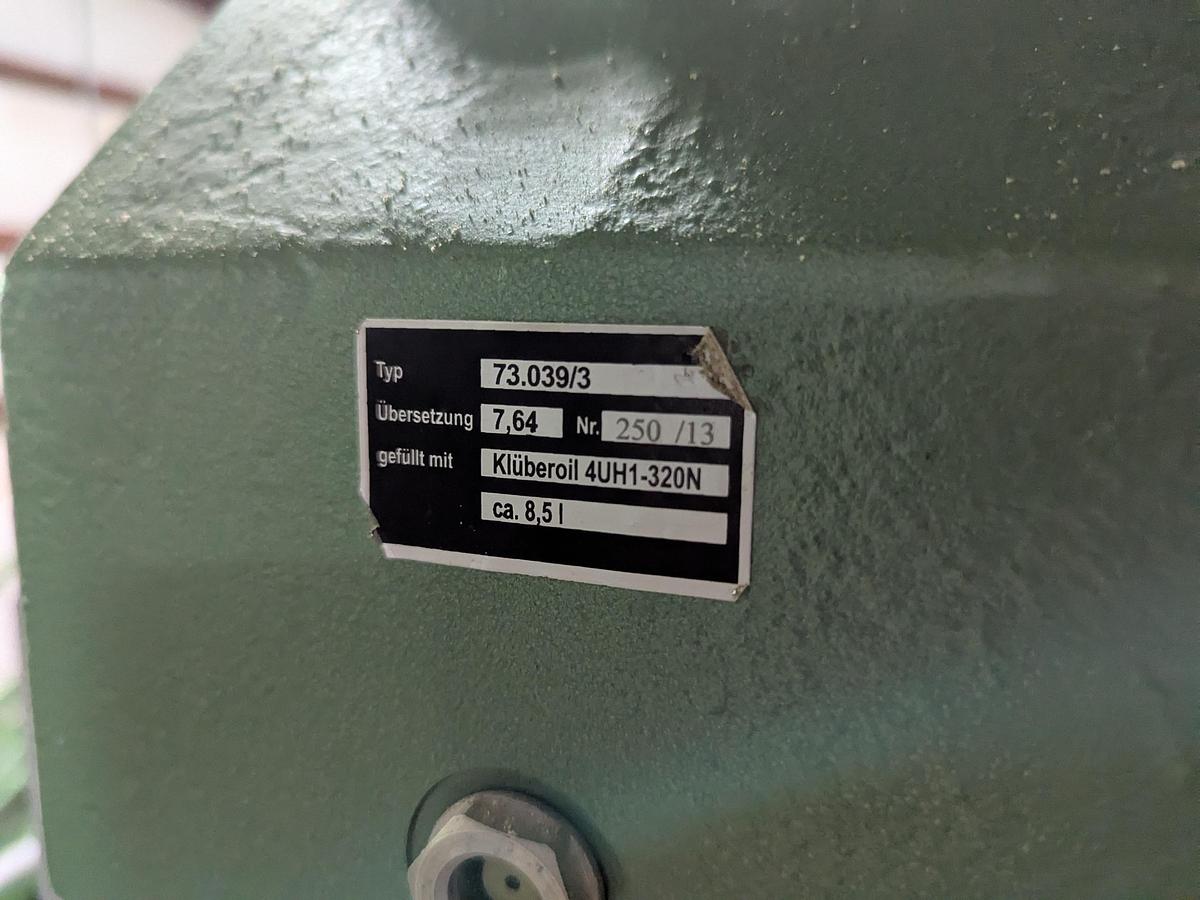 Typ 73.039/3
Übersetzung 7,64 Nr. 250 /13
gefüllt mit Klüberoil 4UH1-320N
ca. 8,5 l